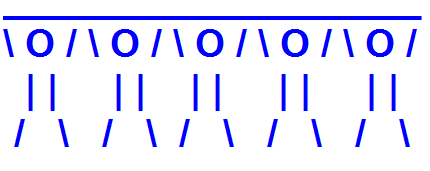 \ O / \ O / \ O / \ O / \ O /
| | | | | | | | | |
/ \ / \ / \ / \ / \